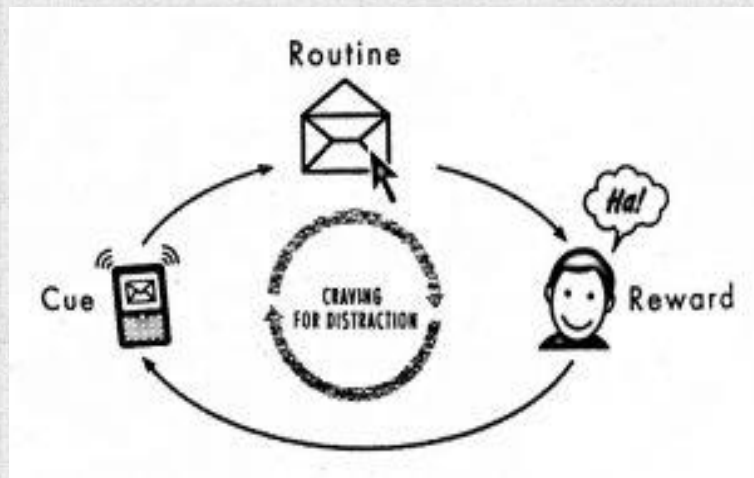 Routine
Ha!
Cue
CRAVING
FOR DISTRACTION
Reward